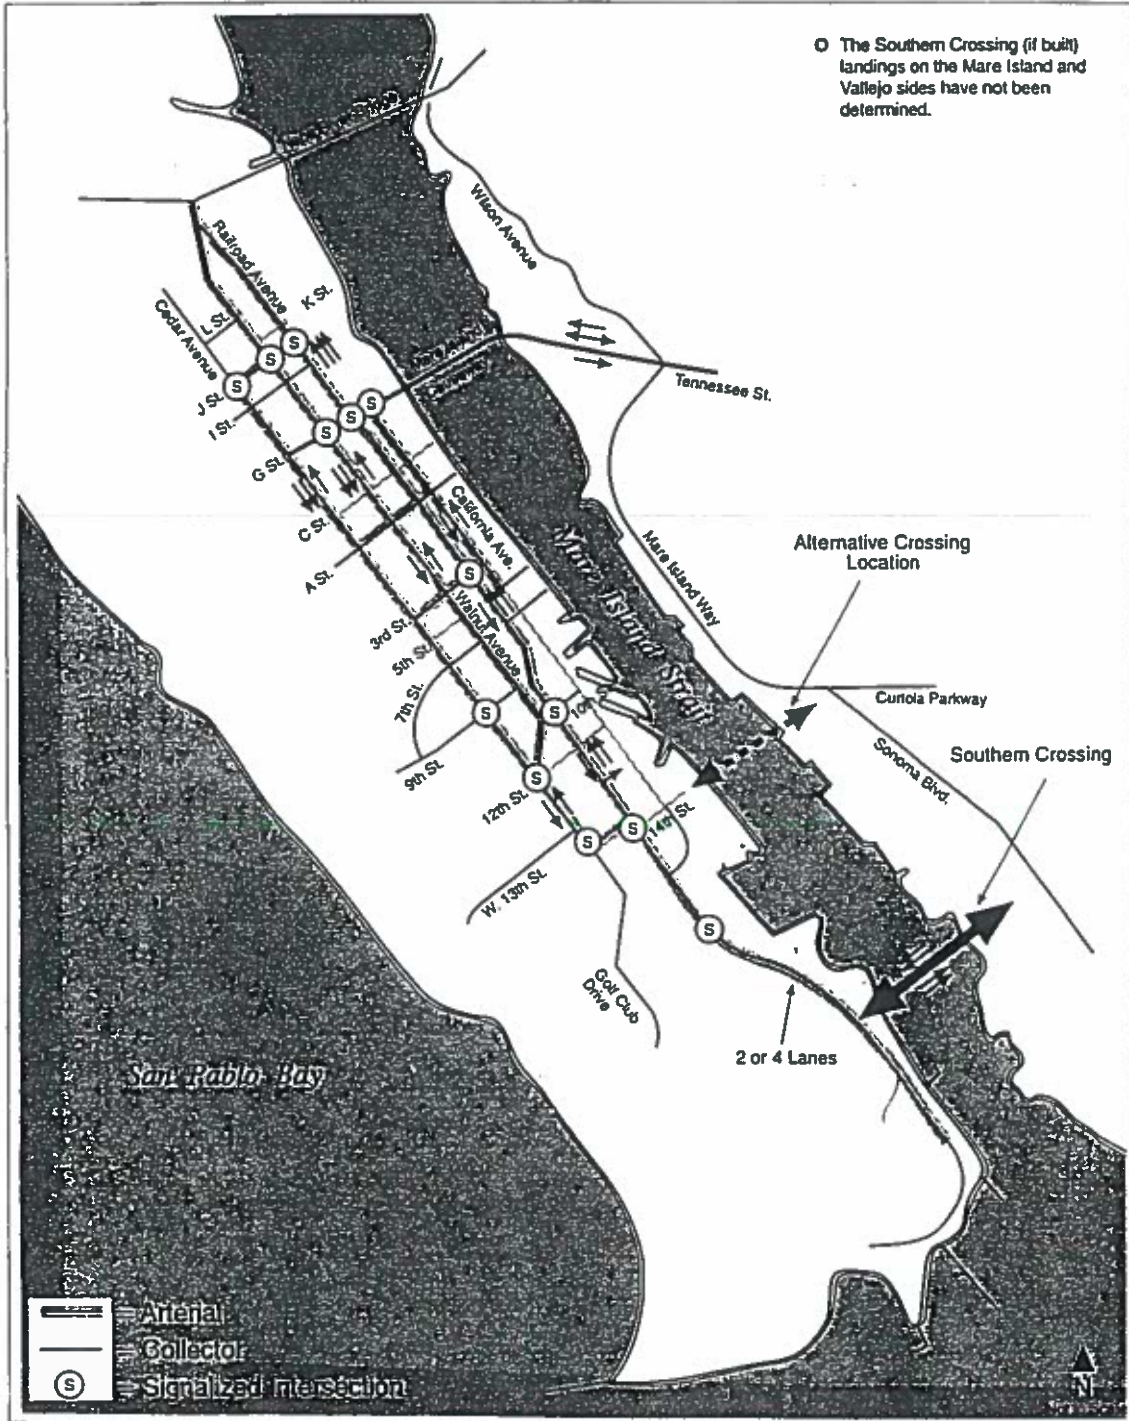 O The Southern Crossing (if built)
landings on the Mare Island and
Vallejo sides have not been
determined.
Wilson Avenue
Railroad Avenue
K St.
L St.
Cedar Avenue
J St.
I St.
G St.
C St.
A St.
Tennessee St.
California Ave.
Mare Island Strait
Mare Island Way
Alternative Crossing
Location
3rd St.
5th St.
7th St.
9th St.
Walnut Avenue
10th
12th St.
14th St.
W. 13th St.
Curtola Parkway
Sonoma Blvd.
Southern Crossing
Golf Club
Drive
2 or 4 Lanes
San Pablo Bay
S
S
S
S
S
S
S
S
S
S
S
S
S
Arterial
Collector
S Signalized Intersection
N